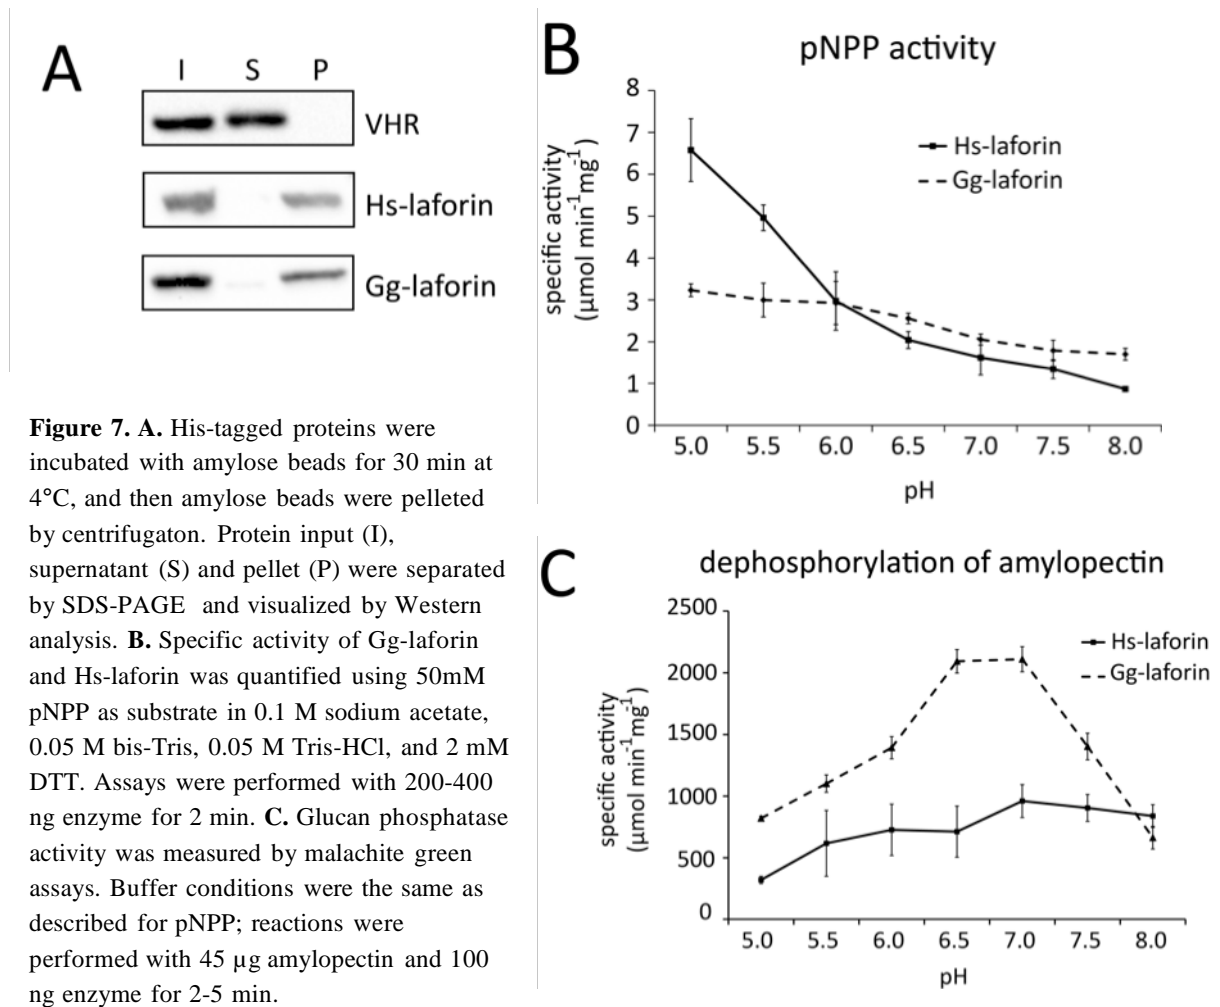 A
I S P
VHR
Hs-laforin
Gg-laforin
Figure 7. A. His-tagged proteins were
incubated with amylose beads for 30 min at
4°C, and then amylose beads were pelleted
by centrifugaton. Protein input (I),
supernatant (S) and pellet (P) were separated
by SDS-PAGE and visualized by Western
analysis. B. Specific activity of Gg-laforin
and Hs-laforin was quantified using 50mM
pNPP as substrate in 0.1 M sodium acetate,
0.05 M bis-Tris, 0.05 M Tris-HCl, and 2 mM
DTT. Assays were performed with 200-400
ng enzyme for 2 min. C. Glucan phosphatase
activity was measured by malachite green
assays. Buffer conditions were the same as
described for pNPP; reactions were
performed with 45 µg amylopectin and 100
ng enzyme for 2-5 min.
B
pNPP activity
specific activity
(µmol min-1mg-1)
8
7
6
5
4
3
2
1
0
Hs-laforin
Gg-laforin
5.0 5.5 6.0 6.5 7.0 7.5 8.0
pH
C
dephosphorylation of amylopectin
specific activity
(µmol min-1mg-1)
2500
2000
1500
1000
500
0
Hs-laforin
Gg-laforin
5.0 5.5 6.0 6.5 7.0 7.5 8.0
pH